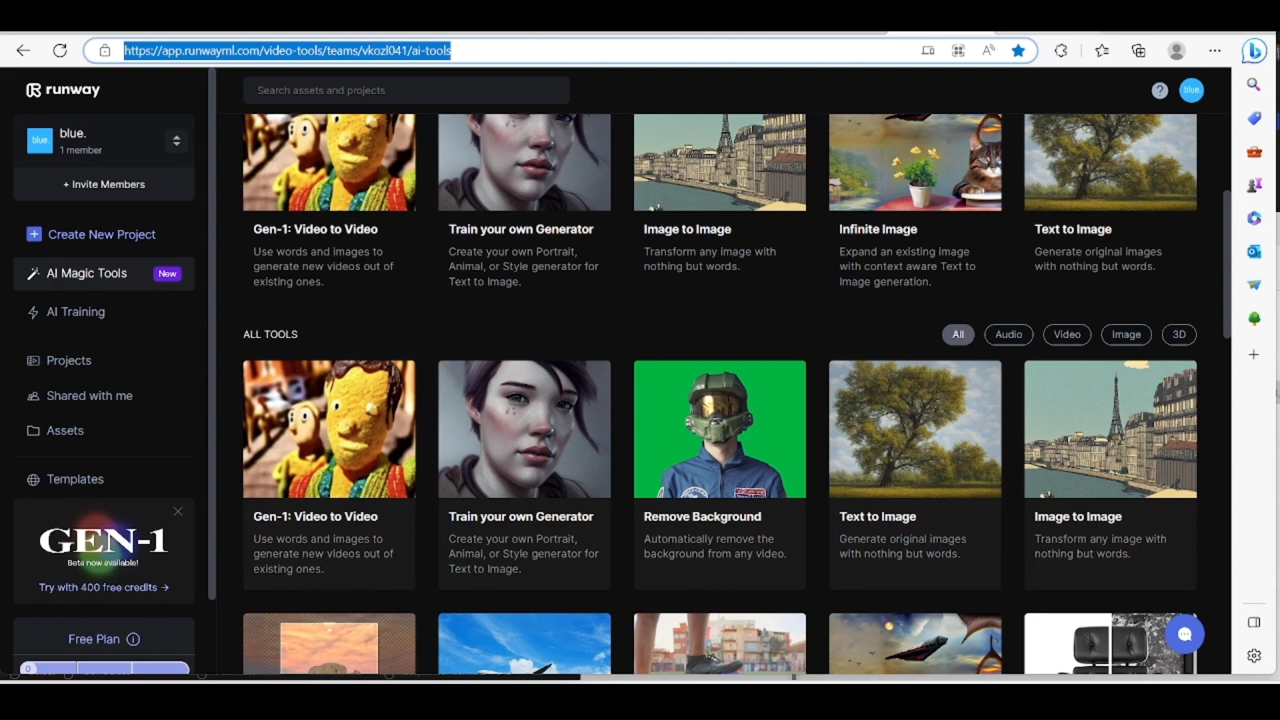 https://app.runwayml.com/video-tools/teams/vkozl041/ai-tools
runway
Search assets and projects
?
blue.
blue.
blue.
1 member
+ Invite Members
Create New Project
AI Magic Tools
New
AI Training
Projects
Shared with me
Assets
Templates
GEN-1
Beta now available!
Try with 400 free credits →
Free Plan
0
Gen-1: Video to Video
Use words and images to
generate new videos out of
existing ones.
Train your own Generator
Create your own Portrait,
Animal, or Style generator for
Text to Image.
Image to Image
Transform any image with
nothing but words.
Infinite Image
Expand an existing image
with context aware Text to
Image generation.
Text to Image
Generate original images
with nothing but words.
ALL TOOLS
All
Audio
Video
Image
3D
Gen-1: Video to Video
Use words and images to
generate new videos out of
existing ones.
Train your own Generator
Create your own Portrait,
Animal, or Style generator for
Text to Image.
Remove Background
Automatically remove the
background from any video.
Text to Image
Generate original images
with nothing but words.
Image to Image
Transform any image with
nothing but words.